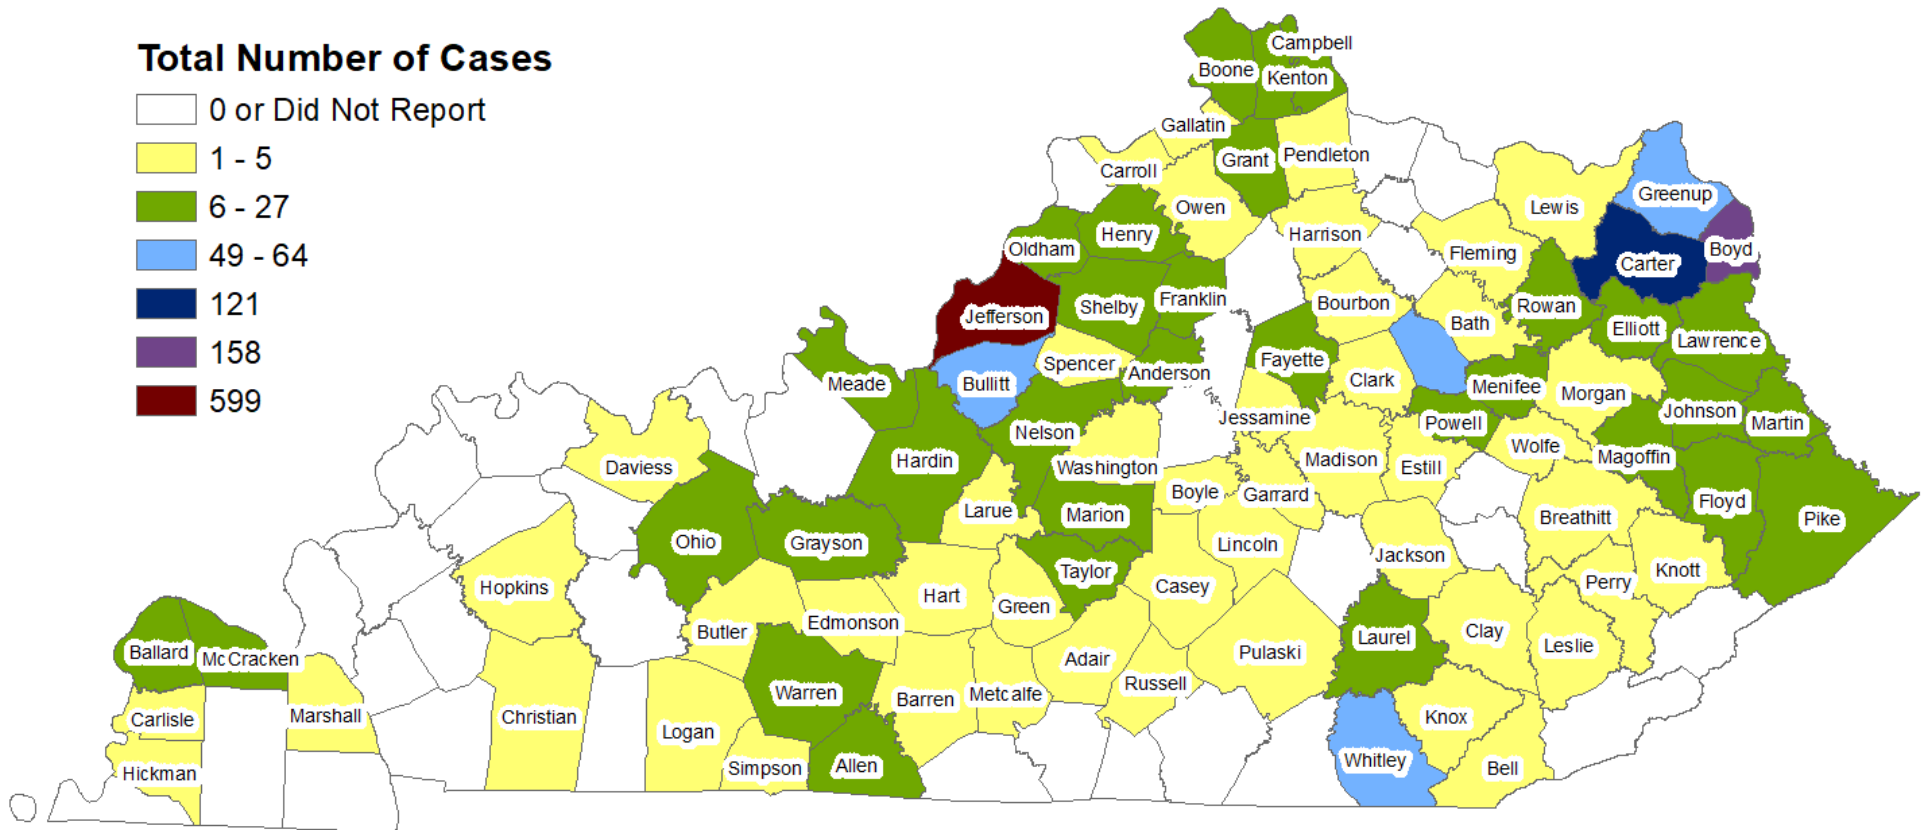 Total Number of Cases
0 or Did Not Report
1 - 5
6 - 27
49 - 64
121
158
599
Campbell
Boone
Kenton
Gallatin
Grant
Pendleton
Carroll
Owen
Lewis
Greenup
Henry
Harrison
Oldham
Fleming
Boyd
Carter
Shelby
Franklin
Bourbon
Rowan
Jefferson
Bath
Elliott
Lawrence
Spencer
Anderson
Fayette
Meade
Bullitt
Clark
Menifee
Morgan
Jessamine
Johnson
Martin
Nelson
Powell
Wolfe
Magoffin
Daviess
Hardin
Washington
Madison
Estill
Boyle
Garrard
Larue
Marion
Breathitt
Floyd
Pike
Ohio
Grayson
Lincoln
Jackson
Taylor
Knott
Perry
Hopkins
Hart
Green
Casey
Butler
Edmonson
Laurel
Clay
Leslie
Ballard
McCracken
Adair
Pulaski
Russell
Warren
Barren
Metcalfe
Carlisle
Marshall
Christian
Logan
Knox
Whitley
Hickman
Simpson
Allen
Bell